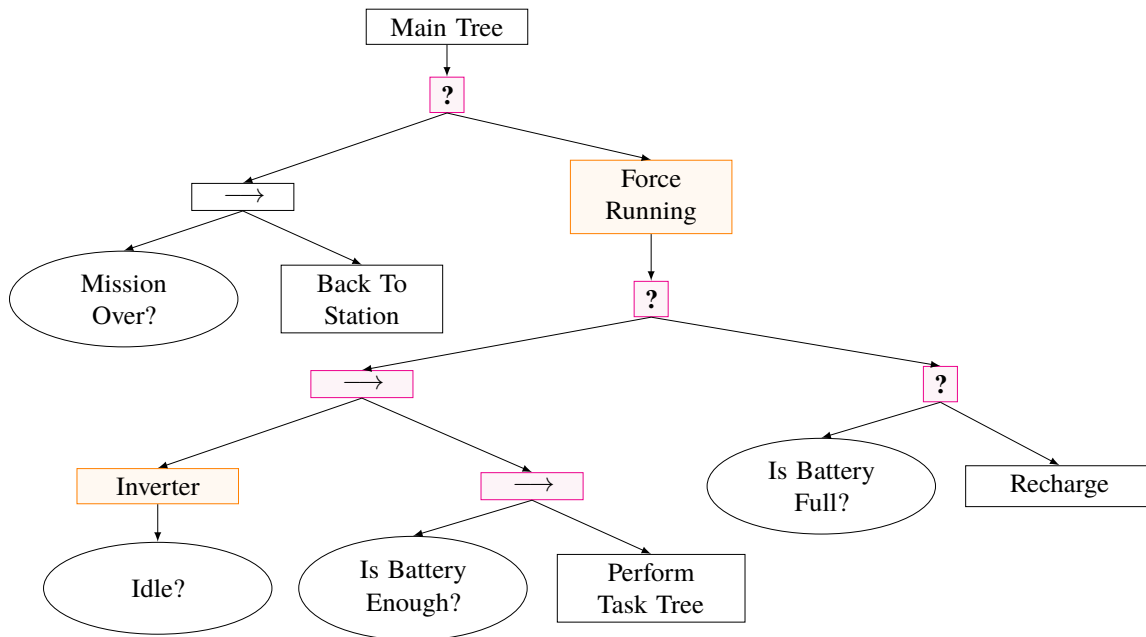 Main Tree
?
⟶
Force
Running
Mission
Over?
Back To
Station
?
⟶
?
Inverter
⟶
Is Battery
Full?
Recharge
Idle?
Is Battery
Enough?
Perform
Task Tree